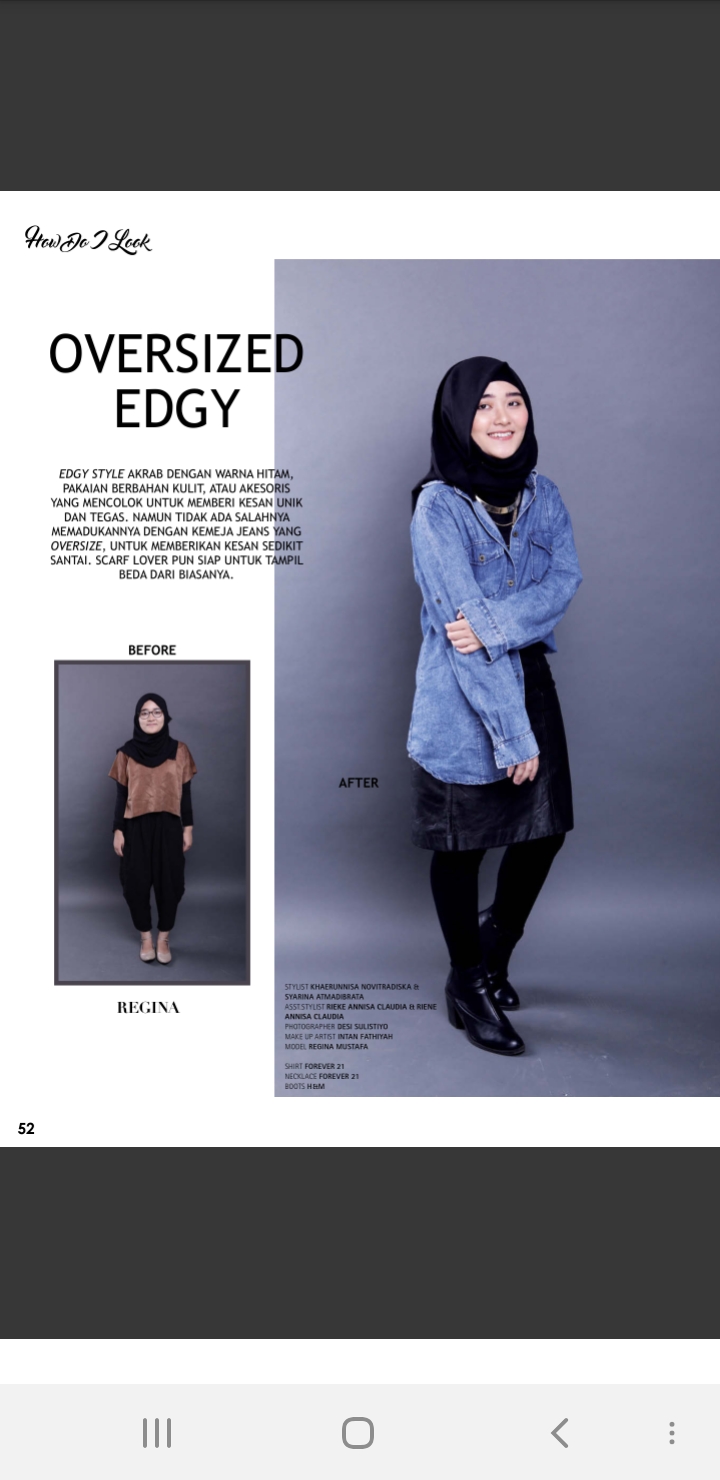 How Do I Look
OVERSIZED
EDGY
EDGY STYLE AKRAB DENGAN WARNA HITAM,
PAKAIAN BERBAHAN KULIT, ATAU AKESORIS
YANG MENCOLOK UNTUK MEMBERI KESAN UNIK
DAN TEGAS. NAMUN TIDAK ADA SALAHNYA
MEMADUKANNYA DENGAN KEMEJA JEANS YANG
OVERSIZE, UNTUK MEMBERIKAN KESAN SEDIKIT
SANTAI. SCARF LOVER PUN SIAP UNTUK TAMPIL
BEDA DARI BIASANYA.
BEFORE
REGINA
AFTER
STYLIST KHAERUNNISA NOVITRADISKA &
SYARINA ATMADIBRATA
ASST.STYLIST RIEKE ANNISA CLAUDIA & RIENE
ANNISA CLAUDIA
PHOTOGRAPHER DESI SULISTIYO
MAKE UP ARTIST INTAN FATHIYAH
MODEL REGINA MUSTAFA
SHIRT FOREVER 21
NECKLACE FOREVER 21
BOOTS H&M
52